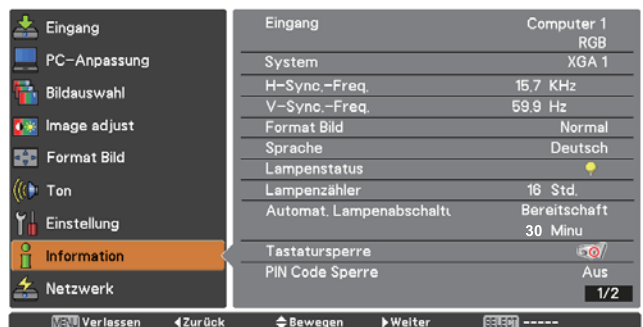 Eingang
PC-Anpassung
Bildauswahl
Image adjust
Format Bild
Ton
Einstellung
Information
Netzwerk
Eingang Computer 1
RGB
System XGA 1
H-Sync.-Freq. 15,7 KHz
V-Sync.-Freq. 59,9 Hz
Format Bild Normal
Sprache Deutsch
Lampenstatus
Lampenzähler 16 Std.
Automat. Lampenabschaltu Bereitschaft
30 Minu
Tastatursperre
PIN Code Sperre Aus
1/2
MENU Verlassen Zurück Bewegen Weiter SELECT -----